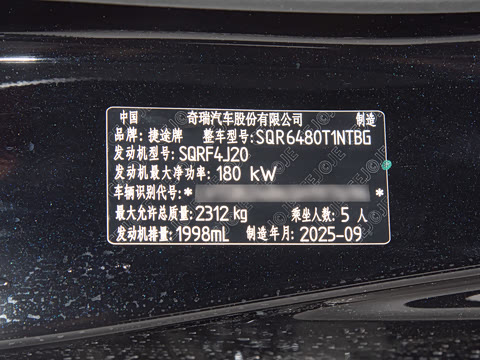 中国 奇瑞汽车股份有限公司 制造
品牌: 捷途牌 整车型号: SQR6480T1NTBG
发动机型号: SQRF4J20
发动机最大净功率: 180 kW
车辆识别代号: * *
最大允许总质量: 2312 kg 乘坐人数: 5 人
发动机排量: 1998mL 制造年月: 2025-09